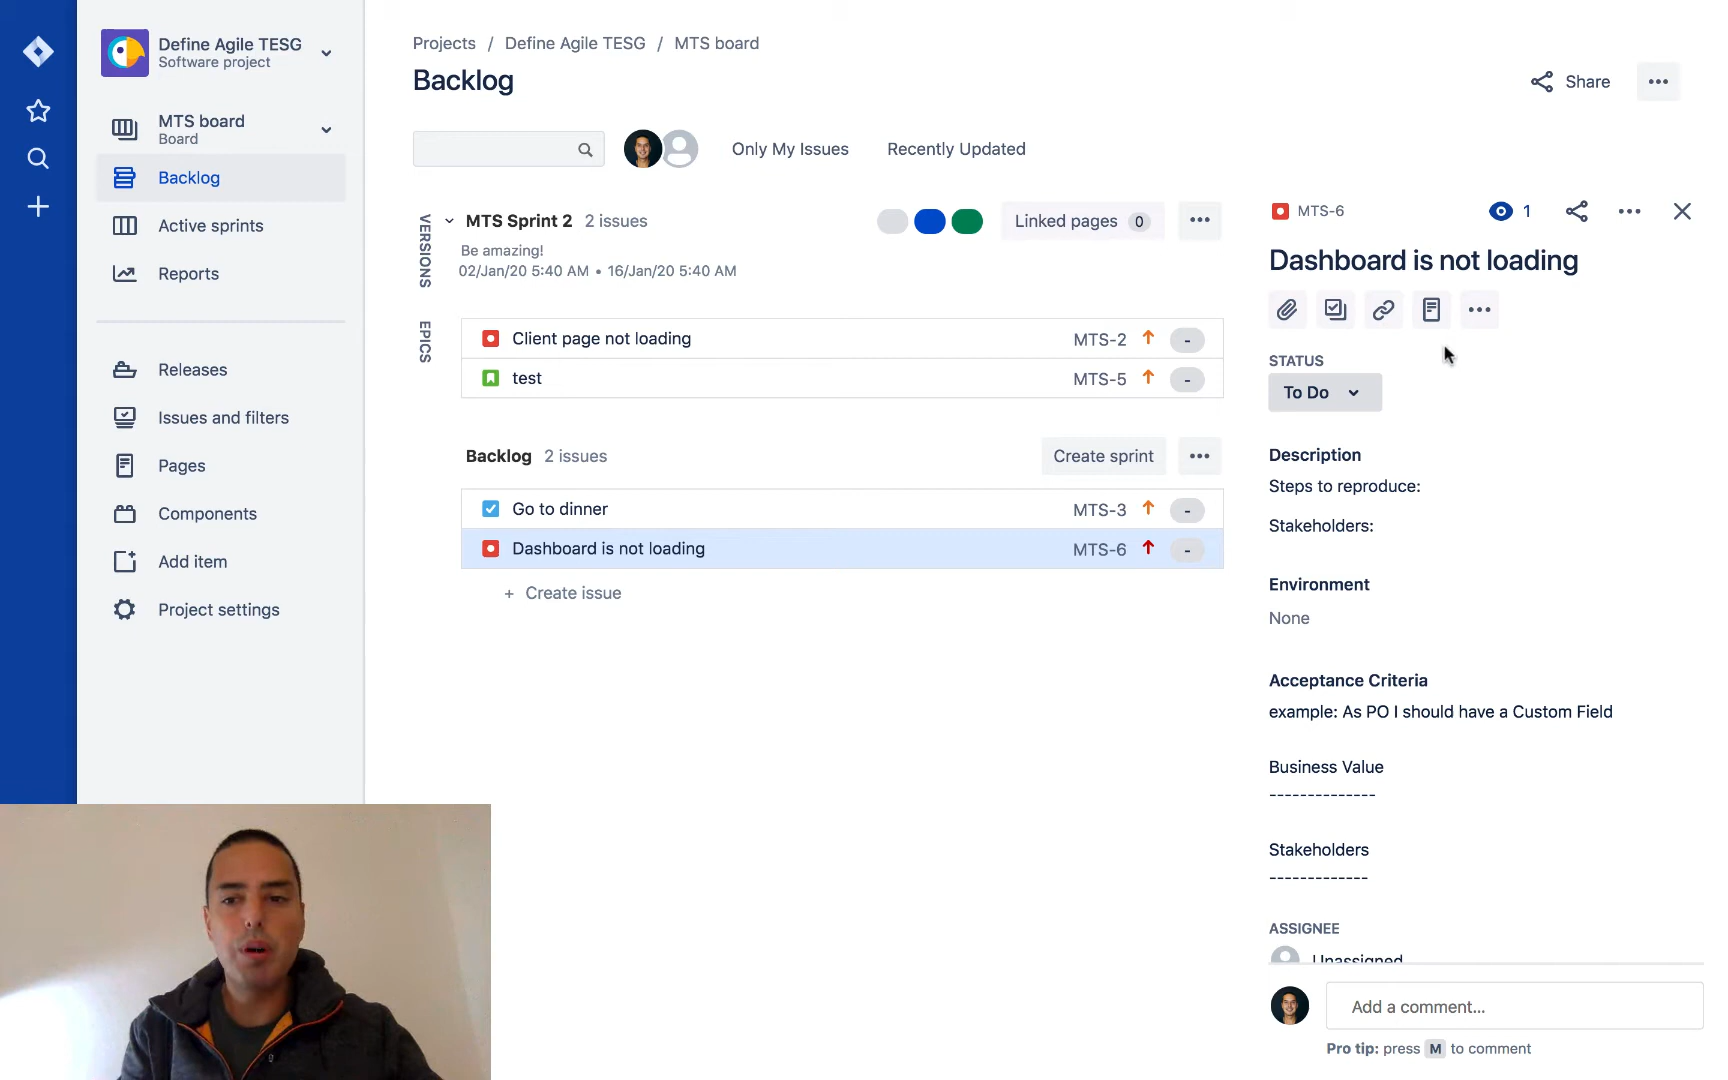 Define Agile TESG
Software project
MTS board
Board
Backlog
Active sprints
Reports
Releases
Issues and filters
Pages
Components
Add item
Project settings
Projects / Define Agile TESG / MTS board
Backlog
Share
Only My Issues
Recently Updated
VERSIONS
EPICS
MTS Sprint 2 2 issues
Linked pages 0
Be amazing!
02/Jan/20 5:40 AM • 16/Jan/20 5:40 AM
Client page not loading MTS-2 -
test MTS-5 -
Backlog 2 issues
Create sprint
Go to dinner MTS-3 -
Dashboard is not loading MTS-6 -
+ Create issue
MTS-6
1
Dashboard is not loading
STATUS
To Do
Description
Steps to reproduce:
Stakeholders:
Environment
None
Acceptance Criteria
example: As PO I should have a Custom Field
Business Value
--------------
Stakeholders
-------------
ASSIGNEE
Unassigned
Add a comment...
Pro tip: press M to comment